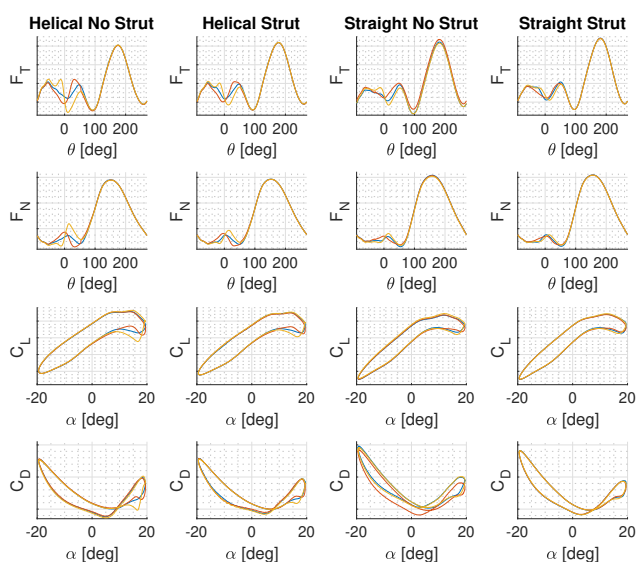 Helical No Strut Helical Strut Straight No Strut Straight Strut
F_T F_T F_T F_T
0 100 200 0 100 200 0 100 200 0 100 200
θ [deg] θ [deg] θ [deg] θ [deg]
F_N F_N F_N F_N
0 100 200 0 100 200 0 100 200 0 100 200
θ [deg] θ [deg] θ [deg] θ [deg]
C_L C_L C_L C_L
-20 0 20 -20 0 20 -20 0 20 -20 0 20
α [deg] α [deg] α [deg] α [deg]
C_D C_D C_D C_D
-20 0 20 -20 0 20 -20 0 20 -20 0 20
α [deg] α [deg] α [deg] α [deg]